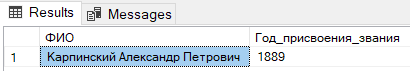 Results Messages
ФИО Год_присвоения_звания
1 Карпинский Александр Петрович 1889